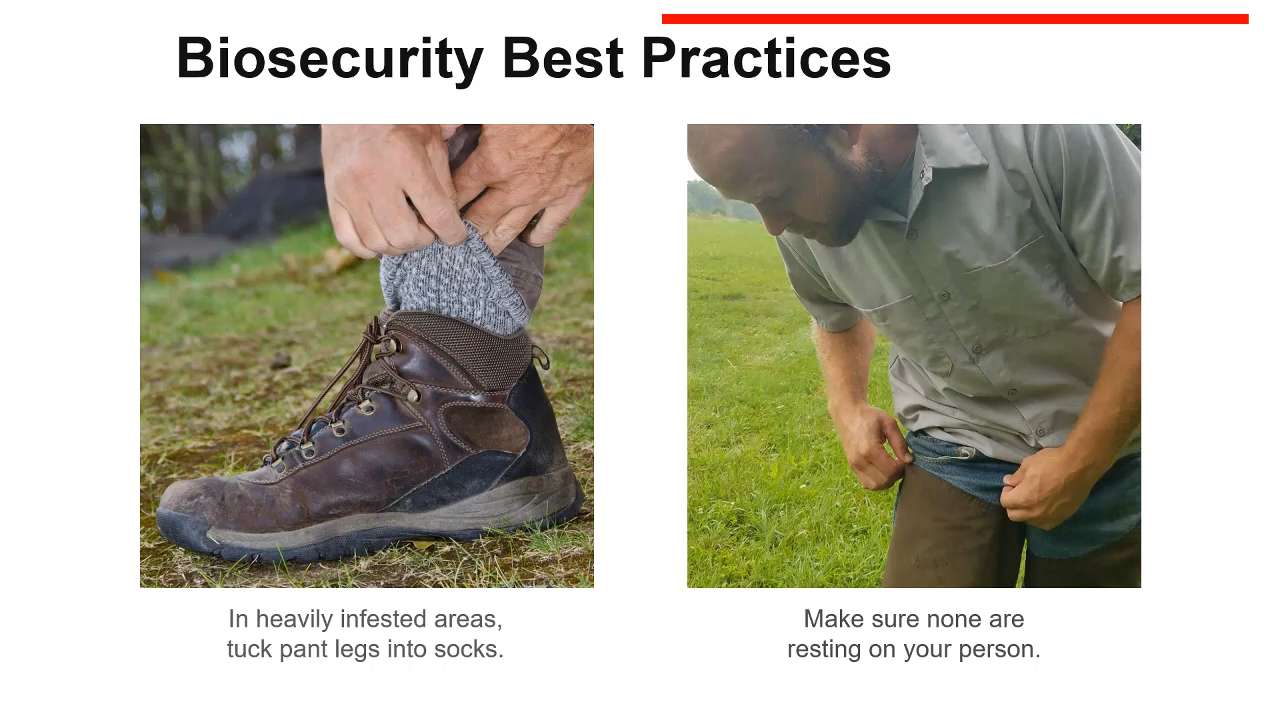 Biosecurity Best Practices
In heavily infested areas,
tuck pant legs into socks.
Make sure none are
resting on your person.